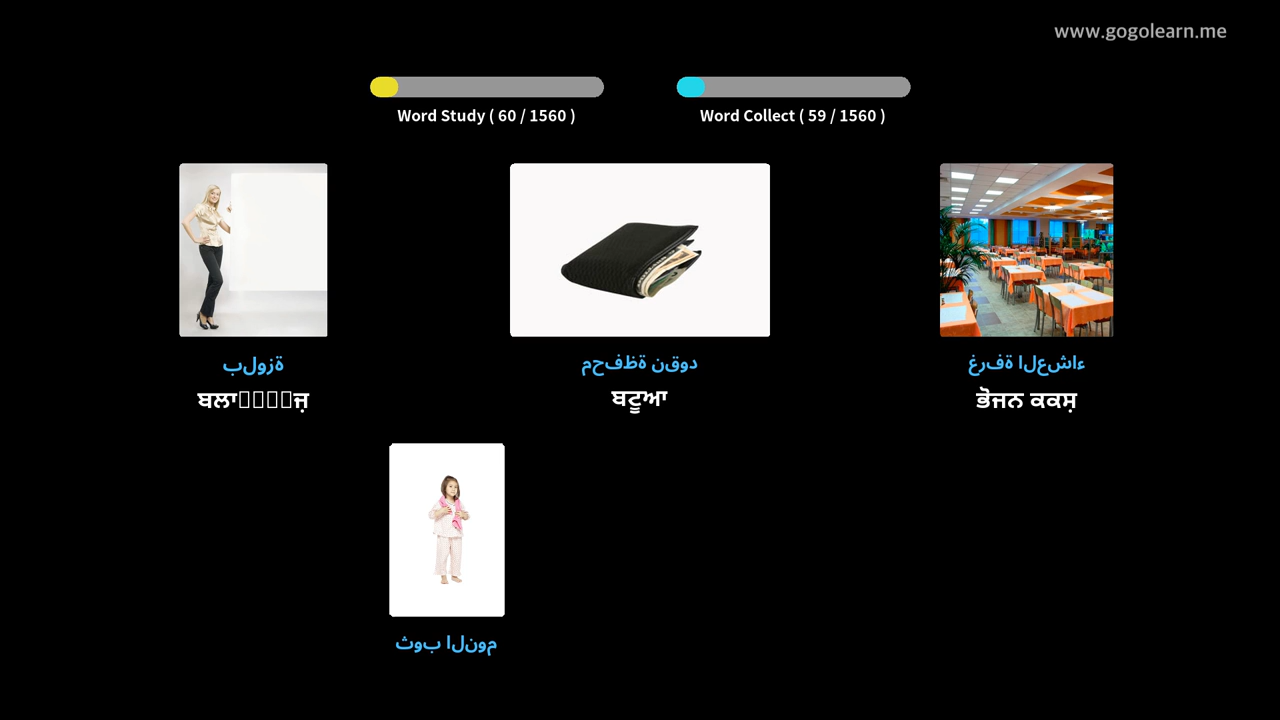 www.gogolearn.me
Word Study ( 60 / 1560 )
Word Collect ( 59 / 1560 )
بلوزة
محفظة نقود
غرفة العشاء
ਬਟੂਆ
ਭੋਜਨ ਕਕਸ਼
ثوب النوم